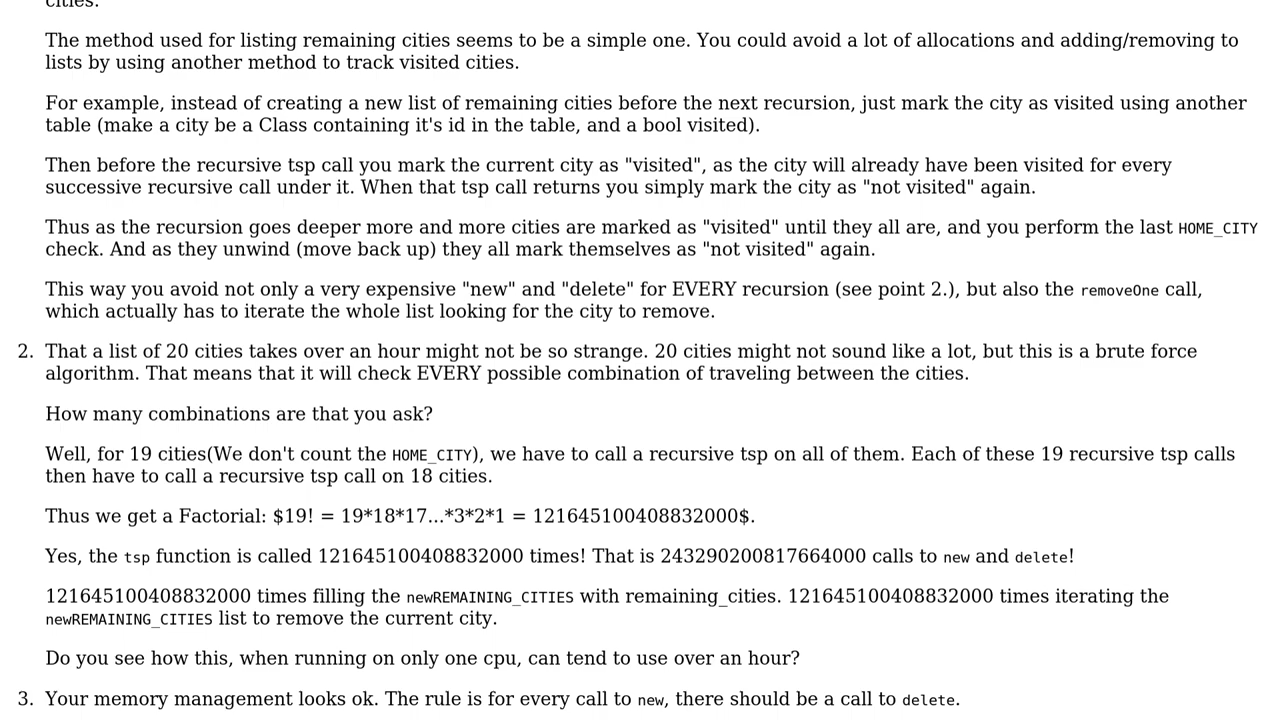 cities.
The method used for listing remaining cities seems to be a simple one. You could avoid a lot of allocations and adding/removing to
lists by using another method to track visited cities.
For example, instead of creating a new list of remaining cities before the next recursion, just mark the city as visited using another
table (make a city be a Class containing it's id in the table, and a bool visited).
Then before the recursive tsp call you mark the current city as "visited", as the city will already have been visited for every
successive recursive call under it. When that tsp call returns you simply mark the city as "not visited" again.
Thus as the recursion goes deeper more and more cities are marked as "visited" until they all are, and you perform the last HOME_CITY
check. And as they unwind (move back up) they all mark themselves as "not visited" again.
This way you avoid not only a very expensive "new" and "delete" for EVERY recursion (see point 2.), but also the removeOne call,
which actually has to iterate the whole list looking for the city to remove.
2. That a list of 20 cities takes over an hour might not be so strange. 20 cities might not sound like a lot, but this is a brute force
algorithm. That means that it will check EVERY possible combination of traveling between the cities.
How many combinations are that you ask?
Well, for 19 cities(We don't count the HOME_CITY), we have to call a recursive tsp on all of them. Each of these 19 recursive tsp calls
then have to call a recursive tsp call on 18 cities.
Thus we get a Factorial: $19! = 19*18*17...*3*2*1 = 121645100408832000$.
Yes, the tsp function is called 121645100408832000 times! That is 243290200817664000 calls to new and delete!
121645100408832000 times filling the newREMAINING_CITIES with remaining_cities. 121645100408832000 times iterating the
newREMAINING_CITIES list to remove the current city.
Do you see how this, when running on only one cpu, can tend to use over an hour?
3. Your memory management looks ok. The rule is for every call to new, there should be a call to delete.